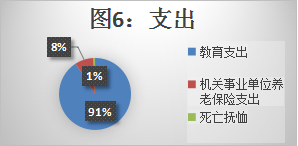 图6：支出
8%
1%
91%
教育支出
机关事业单位养
老保险支出
死亡抚恤